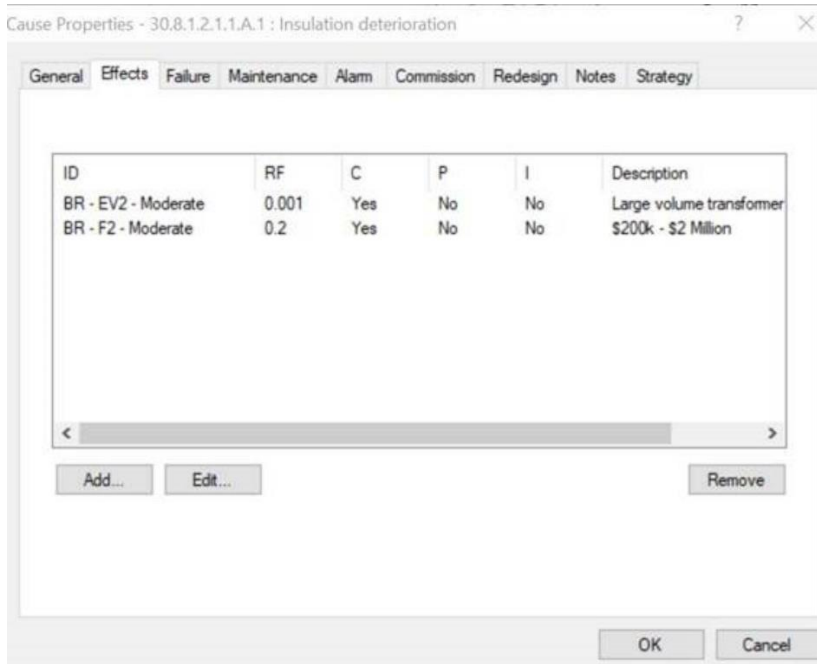 Cause Properties - 30.8.1.2.1.1.A.1 : Insulation deterioration ? ×
General Effects Failure Maintenance Alarm Commission Redesign Notes Strategy
ID RF C P I Description
BR - EV2 - Moderate 0.001 Yes No No Large volume transformer
BR - F2 - Moderate 0.2 Yes No No $200k - $2 Million
Add... Edit... Remove
OK Cancel